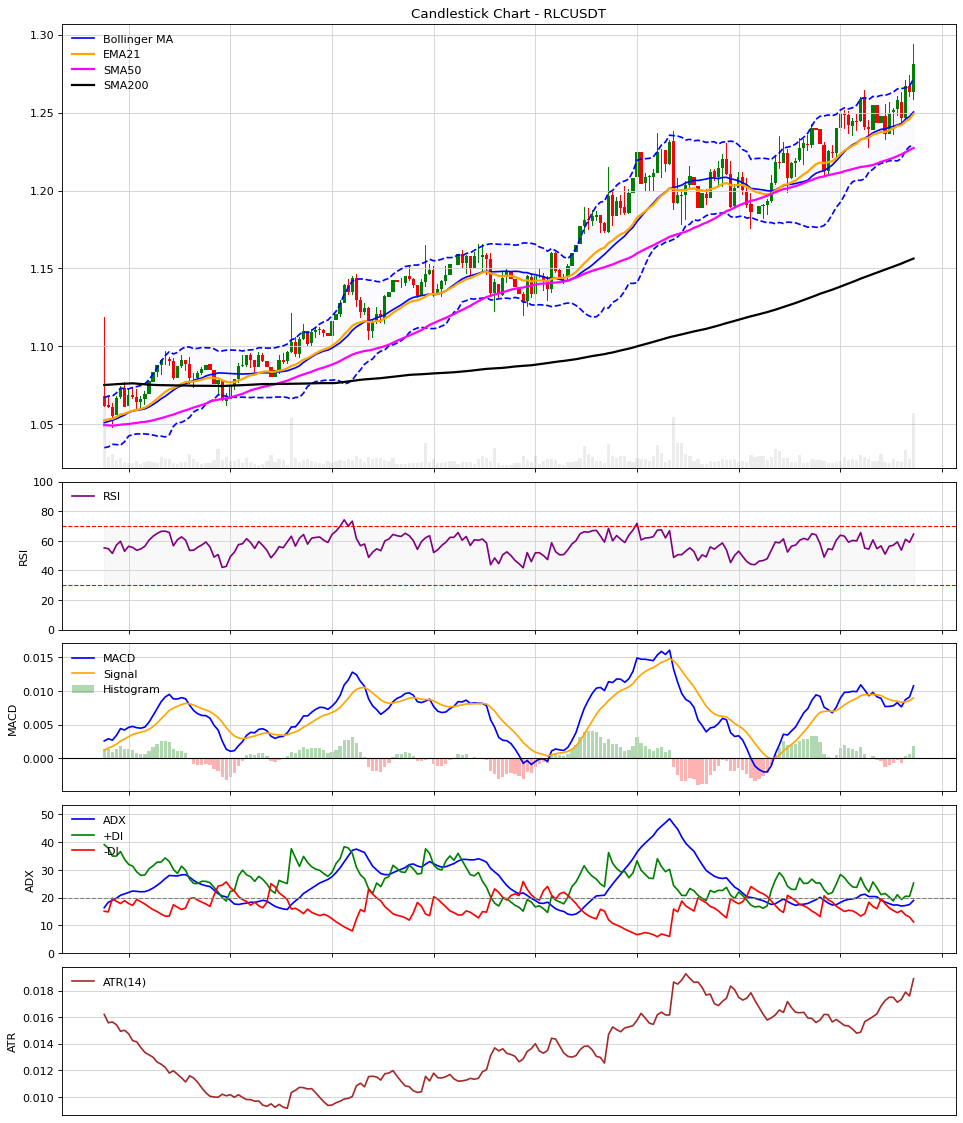 Candlestick Chart - RLCUSDT
Bollinger MA
EMA21
SMA50
SMA200
1.30
1.25
1.20
1.15
1.10
1.05
RSI
RSI
100
80
60
40
20
0
MACD
Signal
Histogram
MACD
0.015
0.010
0.005
0.000
ADX
+DI
-DI
ADX
50
40
30
20
10
0
ATR(14)
ATR
0.018
0.016
0.014
0.012
0.010